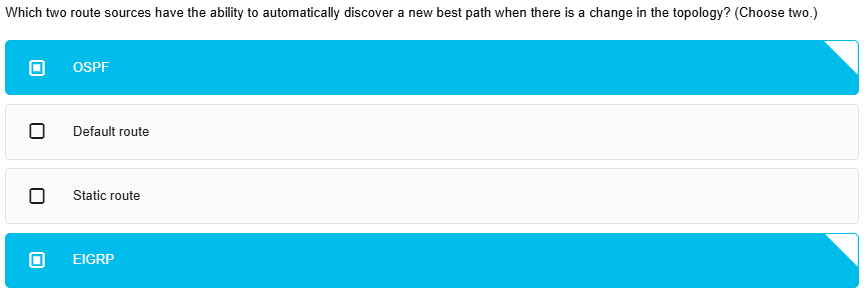 Which two route sources have the ability to automatically discover a new best path when there is a change in the topology? (Choose two.)
OSPF
Default route
Static route
EIGRP